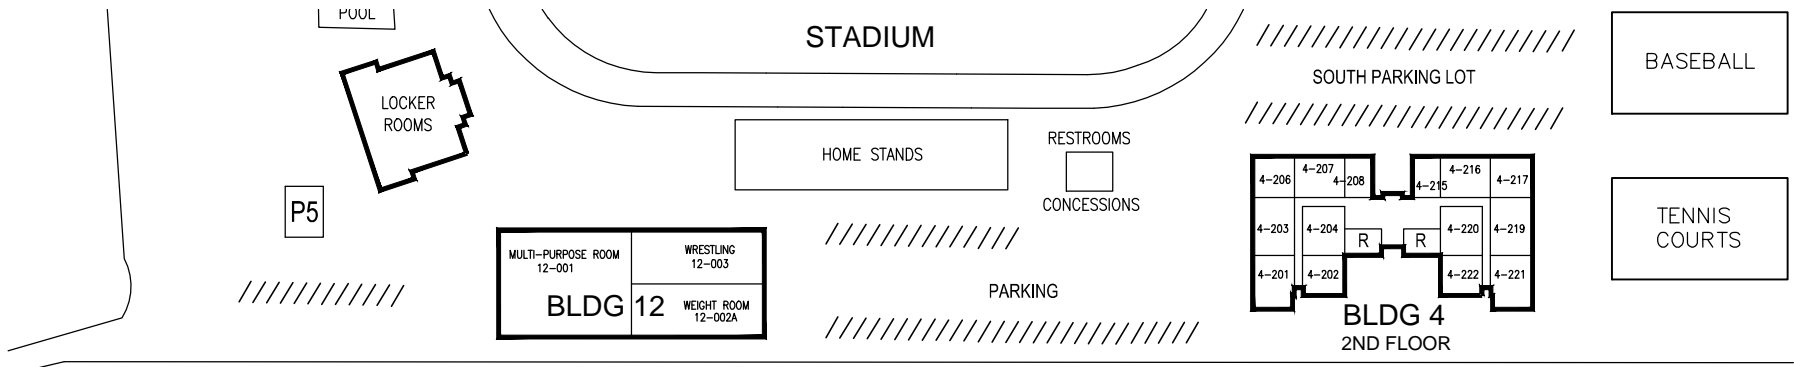 POOL
STADIUM
BASEBALL
SOUTH PARKING LOT
LOCKER
ROOMS
HOME STANDS
RESTROOMS
CONCESSIONS
4-206
4-207
4-208
4-215
4-216
4-217
P5
4-203
4-204
R
R
4-220
4-219
TENNIS
COURTS
MULTI-PURPOSE ROOM
12-001
WRESTLING
12-003
BLDG 12
WEIGHT ROOM
12-002A
PARKING
4-201
4-202
4-222
4-221
BLDG 4
2ND FLOOR